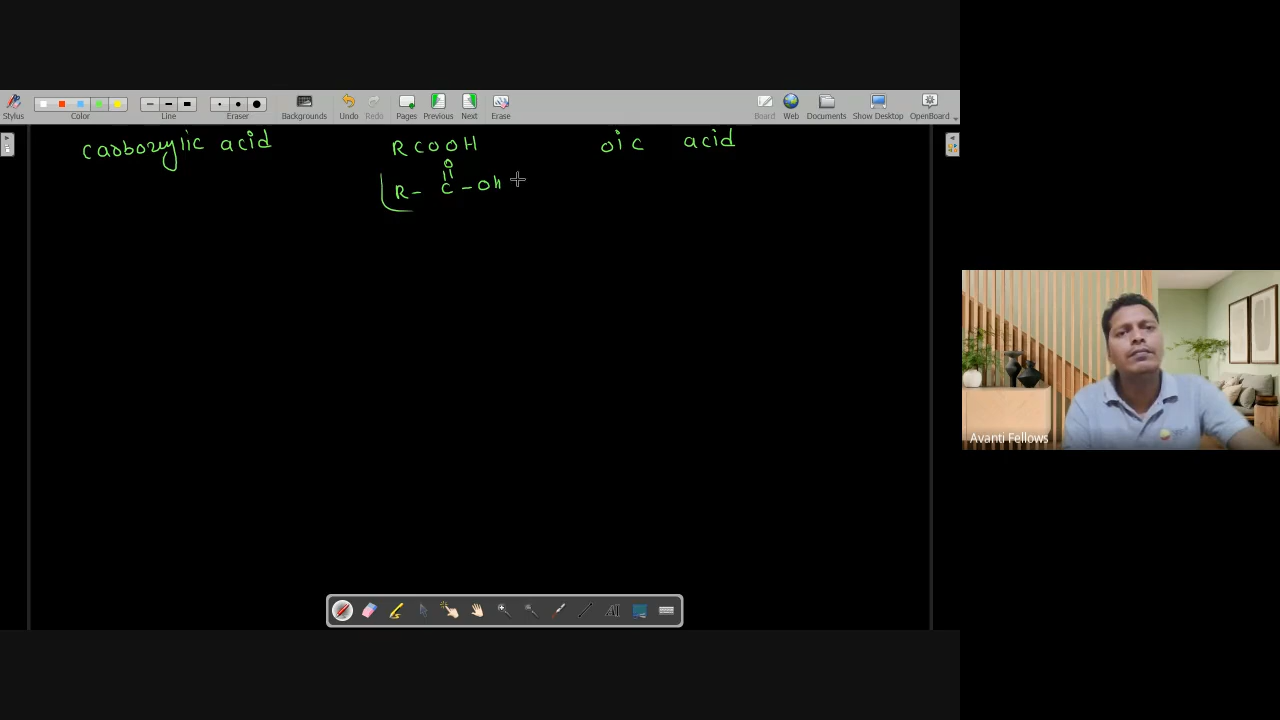 Stylus
Color
Line
Eraser
Backgrounds
Undo
Redo
Pages
Previous
Next
Erase
Board
Web
Documents
Show Desktop
OpenBoard
carboxylic acid RCOOH oic acid
O
||
R- C -Oh
Avanti Fellows